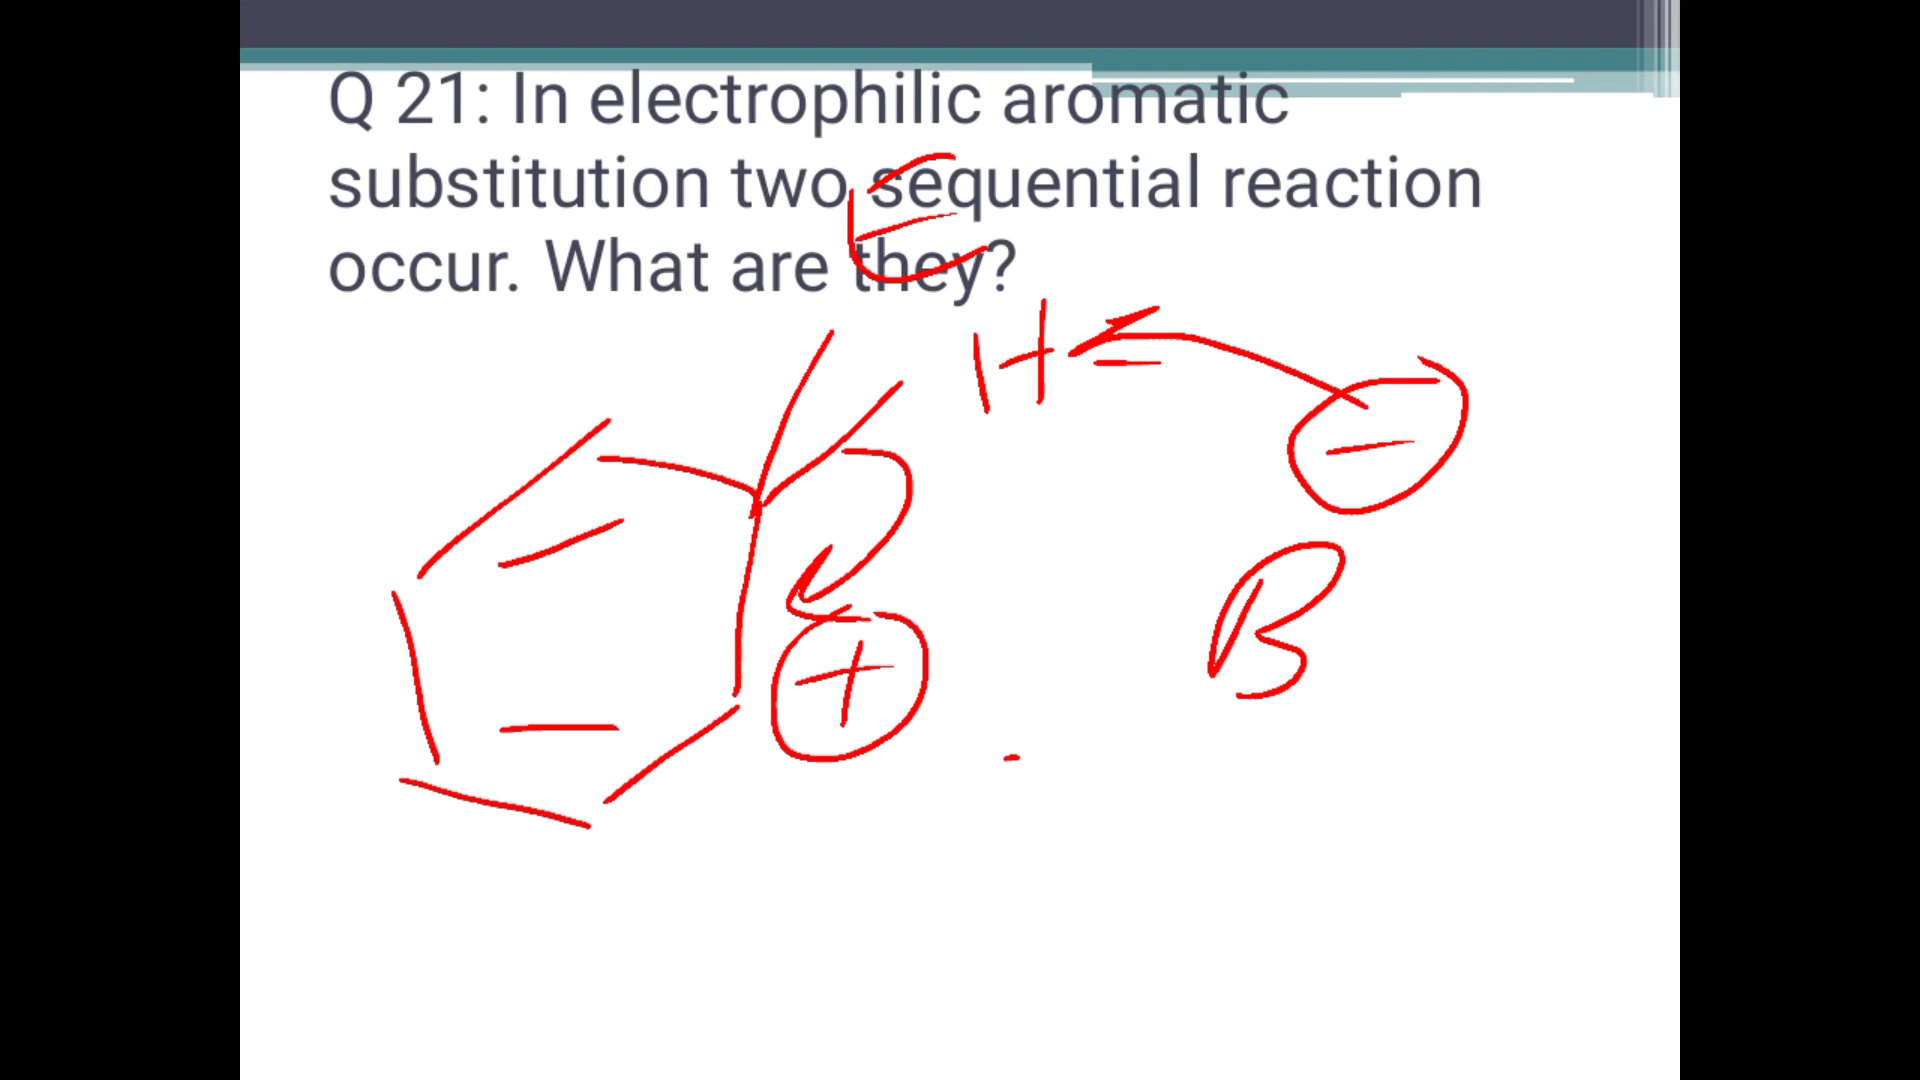 Q 21: In electrophilic aromatic
substitution two sequential reaction
occur. What are they?
E
H
−
+
B